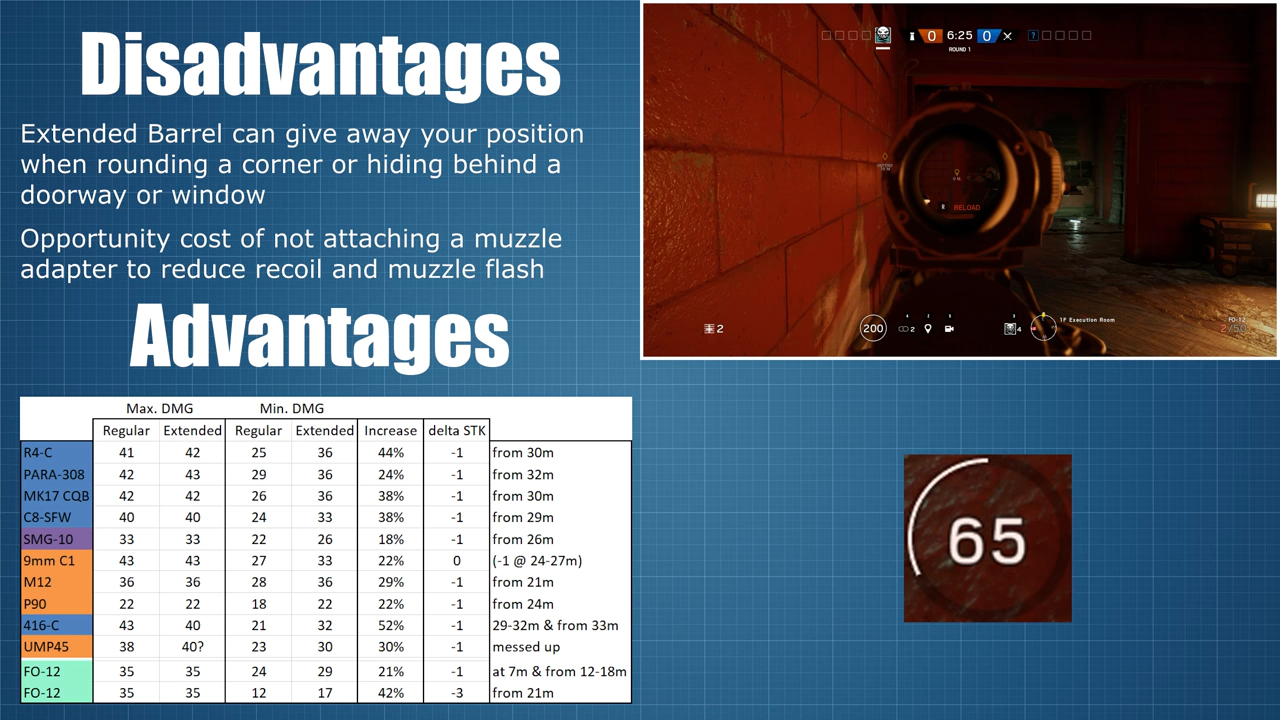 Disadvantages
Extended Barrel can give away your position
when rounding a corner or hiding behind a
doorway or window
Opportunity cost of not attaching a muzzle
adapter to reduce recoil and muzzle flash
Advantages
Max. DMG Min. DMG
Regular Extended Regular Extended Increase delta STK
R4-C 41 42 25 36 44% -1 from 30m
PARA-308 42 43 29 36 24% -1 from 32m
MK17 CQB 42 42 26 36 38% -1 from 30m
C8-SFW 40 40 24 33 38% -1 from 29m
SMG-10 33 33 22 26 18% -1 from 26m
9mm C1 43 43 27 33 22% 0 (-1 @ 24-27m)
M12 36 36 28 36 29% -1 from 21m
P90 22 22 18 22 22% -1 from 24m
416-C 43 40 21 32 52% -1 29-32m & from 33m
UMP45 38 40? 23 30 30% -1 messed up
FO-12 35 35 24 29 21% -1 at 7m & from 12-18m
FO-12 35 35 12 17 42% -3 from 21m
0 6:25 0
ROUND 1
?
R RELOAD
2
200
2
4
1F Execution Room
FO-12
2/50
65